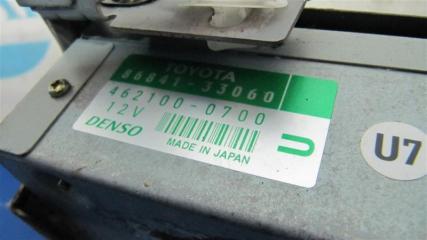 TOYOTA
86841-33060
462100-0700
12V
DENSO
MADE IN JAPAN
U
U7